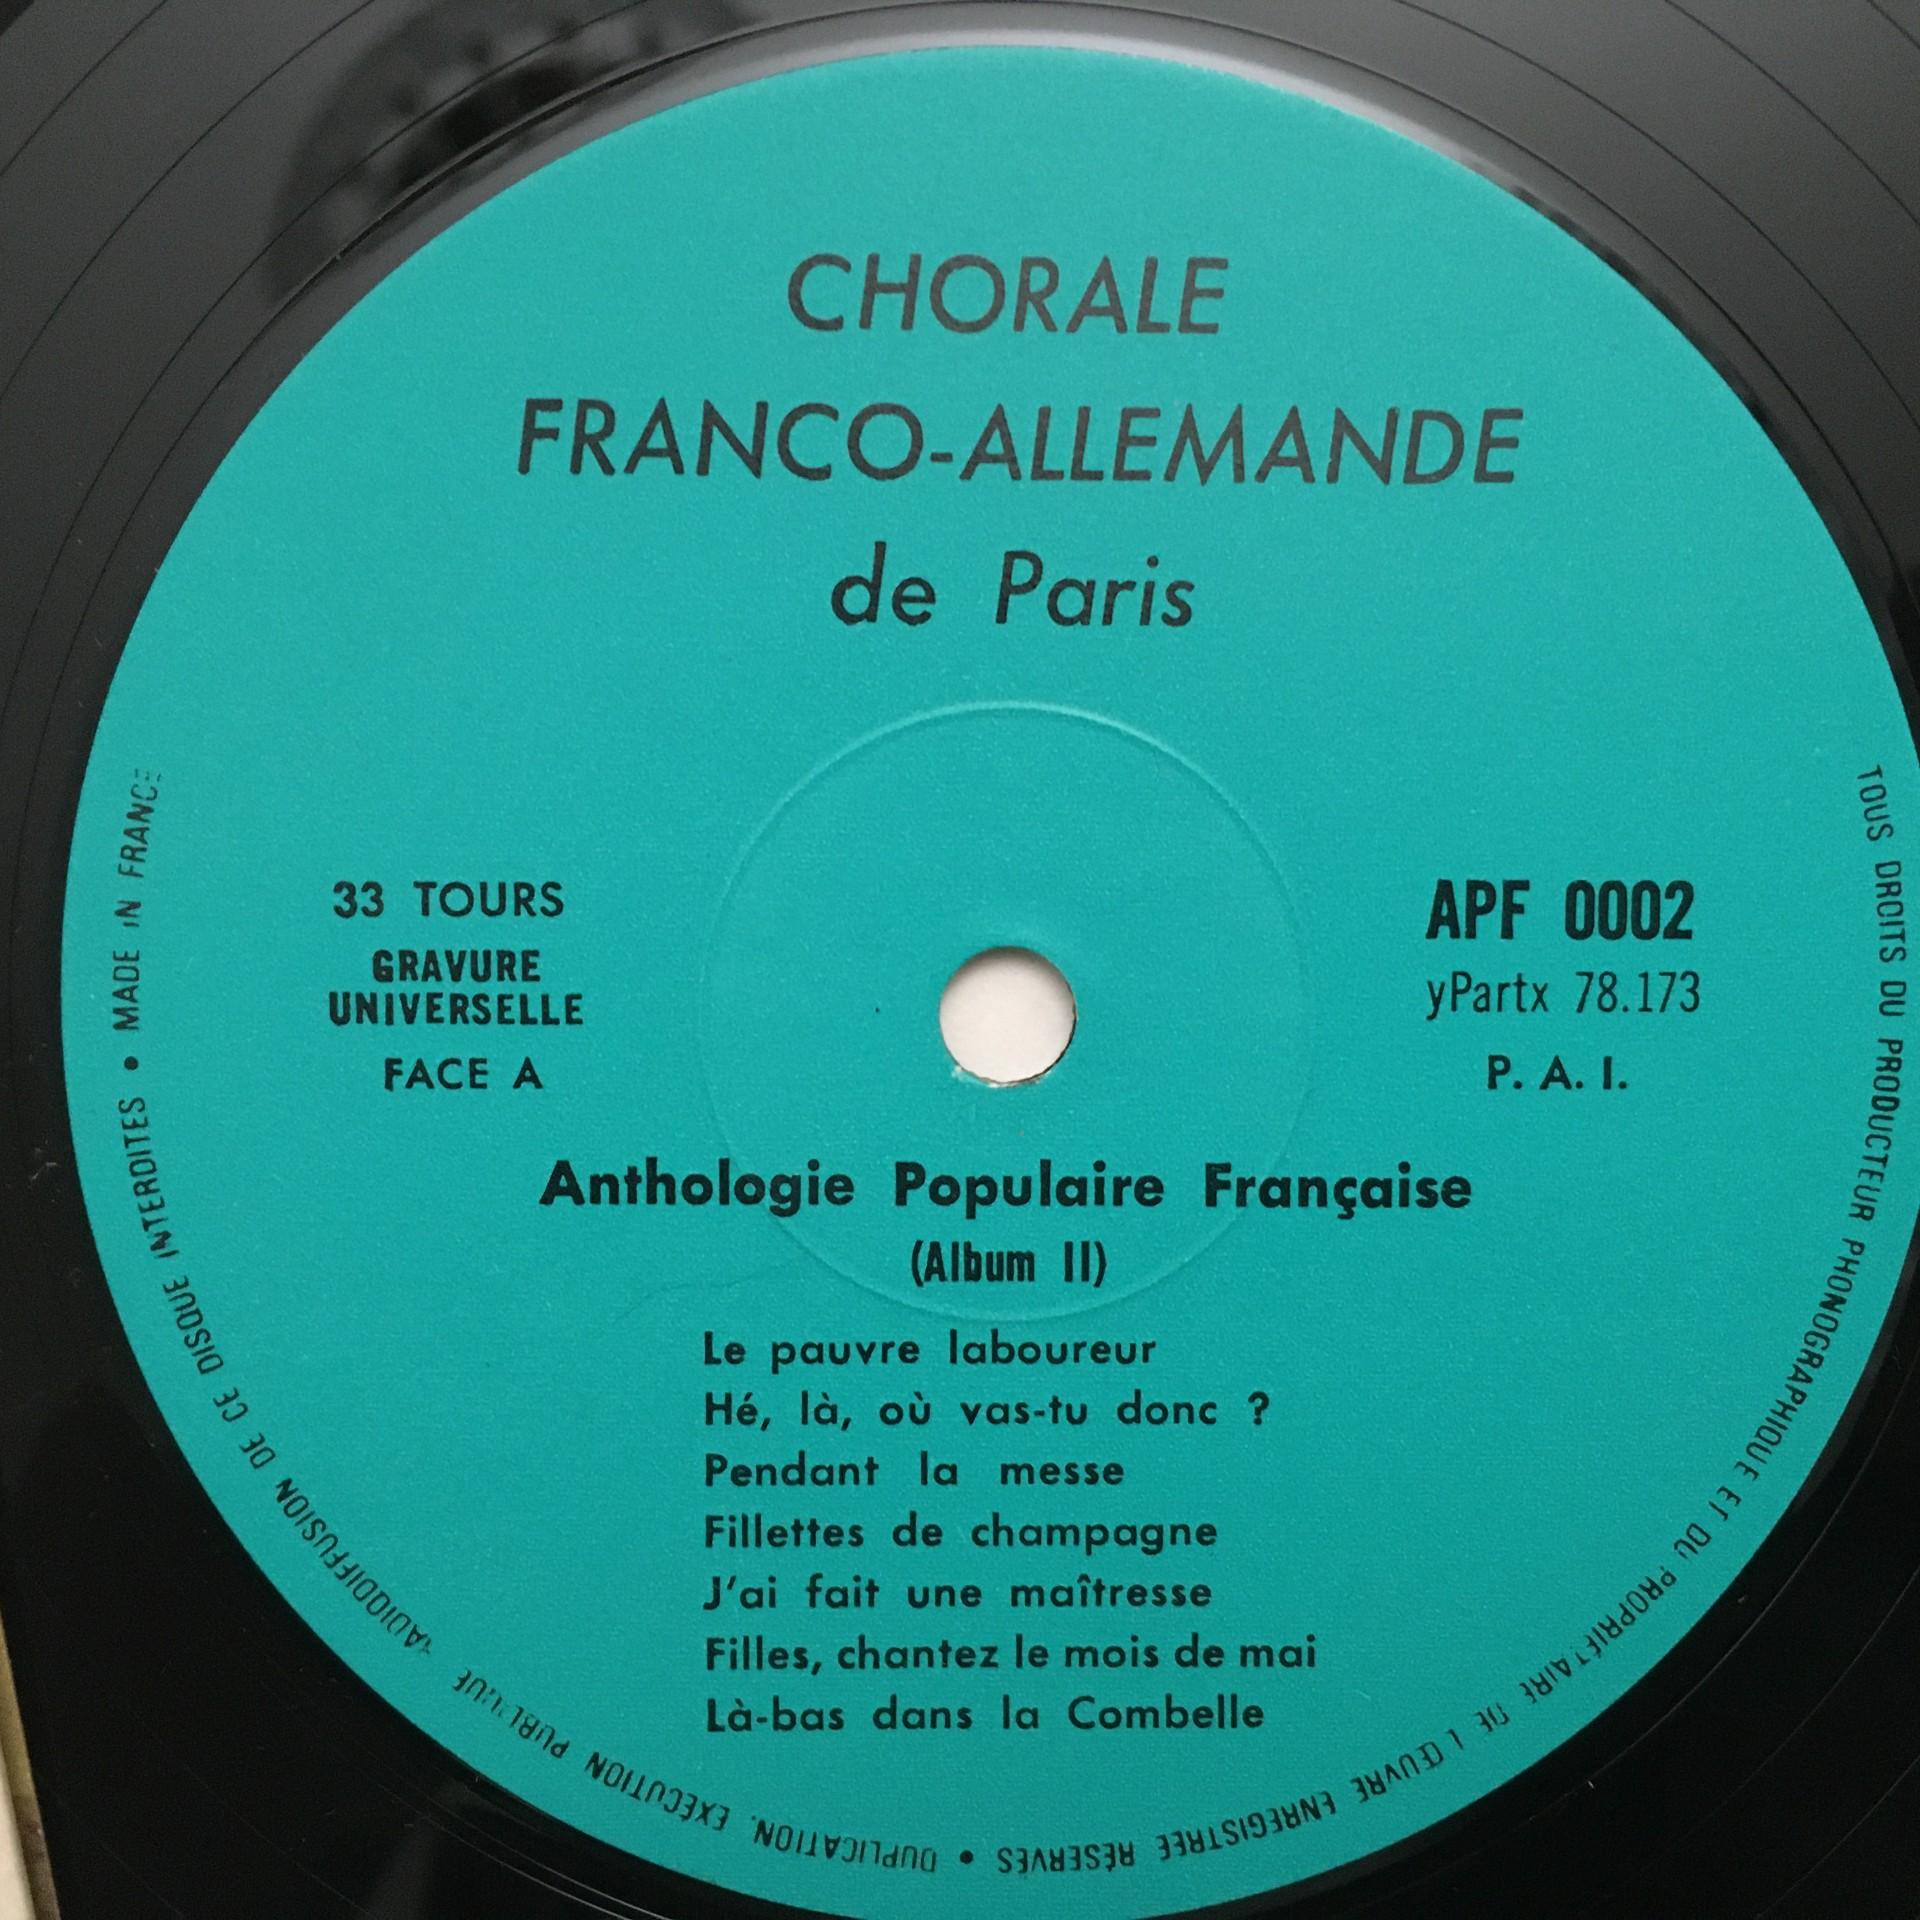 CHORALE
FRANCO-ALLEMANDE
de Paris
33 TOURS
GRAVURE
UNIVERSELLE
FACE A
APF 0002
yPartx 78.173
P. A. I.
Anthologie Populaire Française
(Album II)
Le pauvre laboureur
Hé, là, où vas-tu donc ?
Pendant la messe
Fillettes de champagne
J'ai fait une maîtresse
Filles, chantez le mois de mai
Là-bas dans la Combelle
TOUS DROITS DU PRODUCTEUR PHONOGRAPHIQUE ET DU PROPRIÉTAIRE DE L'ŒUVRE ENREGISTRÉE RÉSERVÉS • DUPLICATION, EXÉCUTION PUBLIQUE RADIODIFFUSION DE CE DISQUE INTERDITES • MADE IN FRANCE